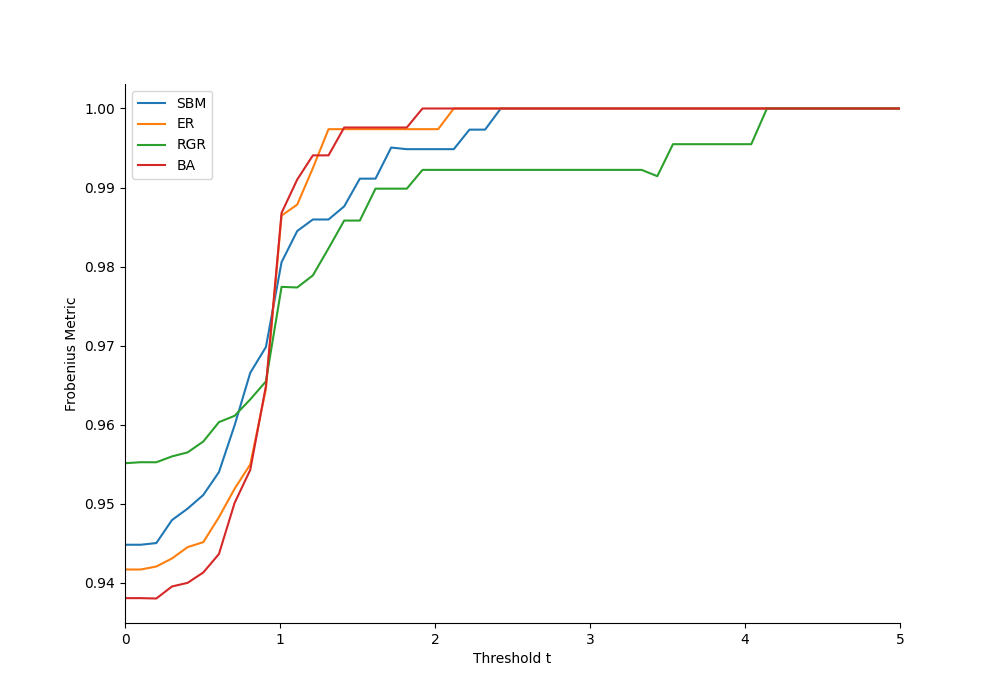 SBM
ER
RGR
BA
1.00
0.99
0.98
0.97
0.96
0.95
0.94
Frobenius Metric
0 1 2 3 4 5
Threshold t